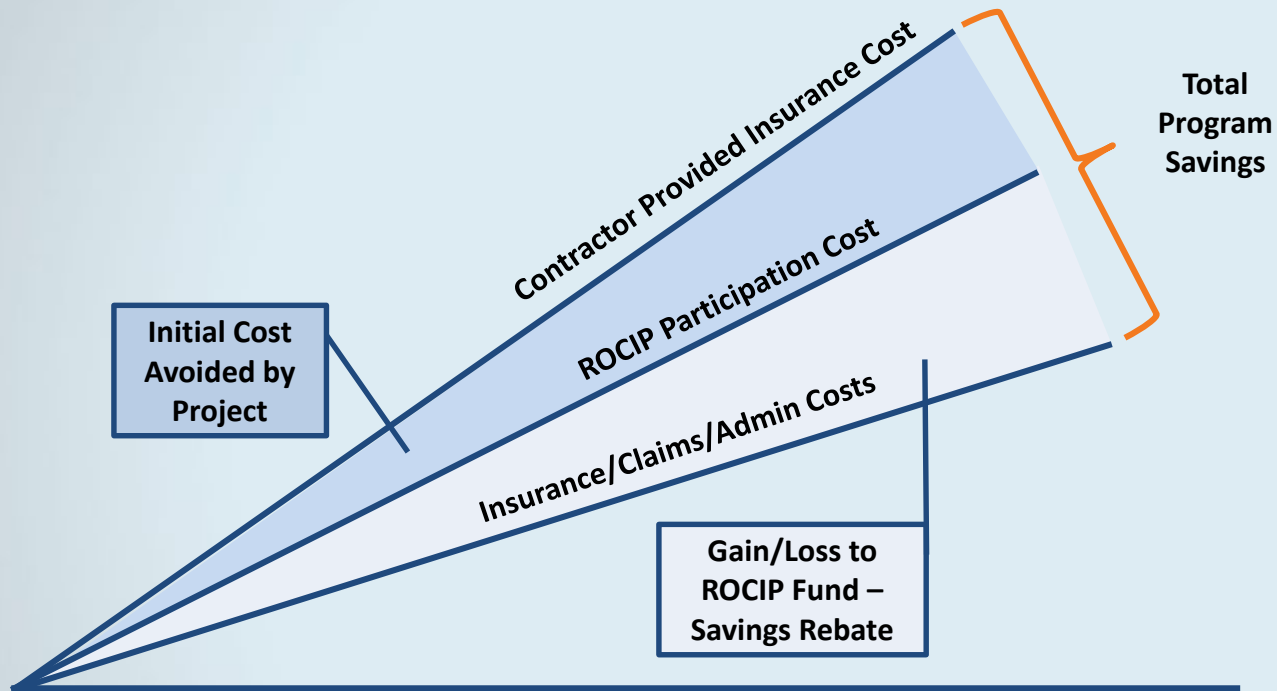 Contractor Provided Insurance Cost
Total
Program
Savings
ROCIP Participation Cost
Initial Cost
Avoided by
Project
Insurance/Claims/Admin Costs
Gain/Loss to
ROCIP Fund –
Savings Rebate